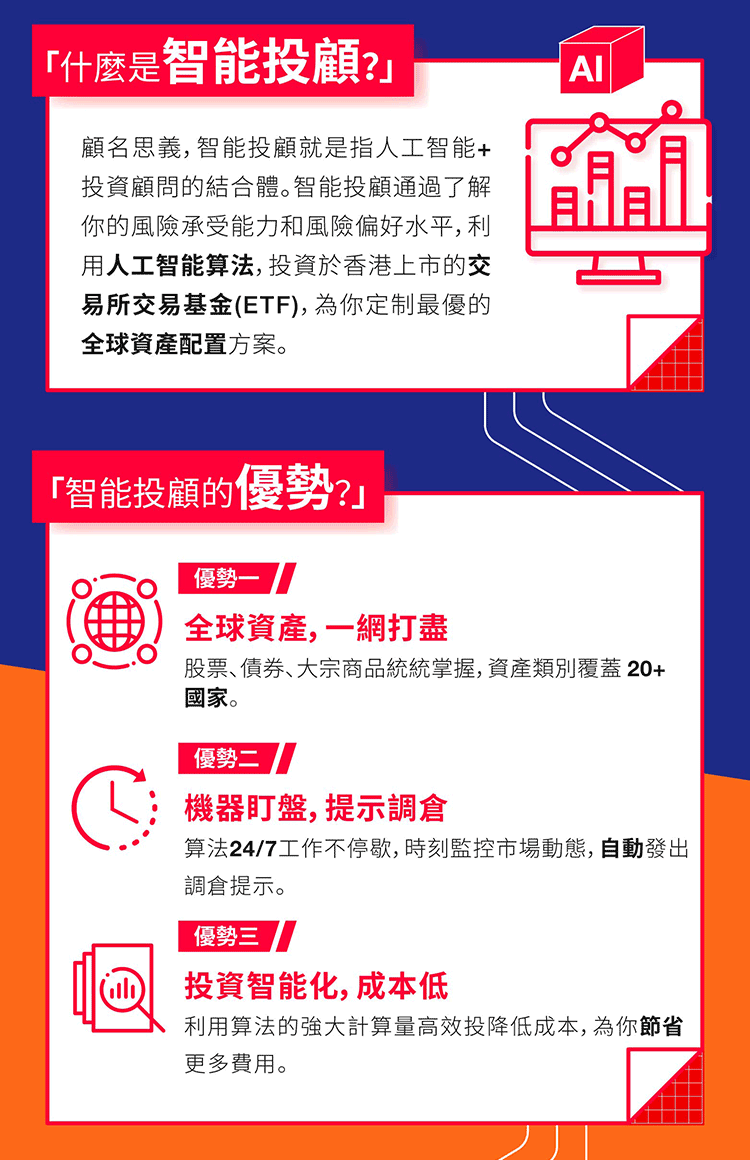 「什麼是智能投顧?」
AI
顧名思義,智能投顧就是指人工智能+
投資顧問的結合體。智能投顧通過了解
你的風險承受能力和風險偏好水平,利
用人工智能算法,投資於香港上市的交
易所交易基金(ETF),為你定制最優的
全球資產配置方案。
「智能投顧的優勢?」
優勢一
全球資產,一網打盡
股票、債券、大宗商品統統掌握,資產類別覆蓋 20+
國家。
優勢二
機器盯盤,提示調倉
算法24/7工作不停歇,時刻監控市場動態,自動發出
調倉提示。
優勢三
投資智能化,成本低
利用算法的強大計算量高效投降低成本,為你節省
更多費用。